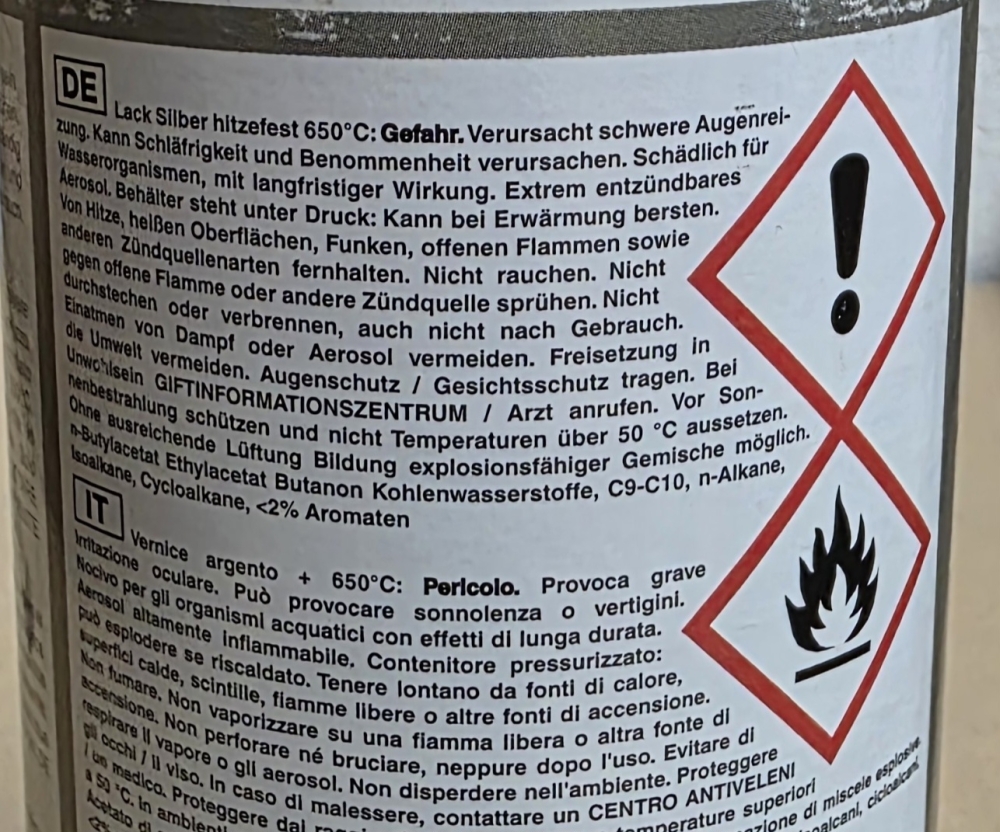 DE
Lack Silber hitzefest 650°C: Gefahr. Verursacht schwere Augenrei-
zung. Kann Schläfrigkeit und Benommenheit verursachen. Schädlich für
Wasserorganismen, mit langfristiger Wirkung. Extrem entzündbares
Aerosol. Behälter steht unter Druck: Kann bei Erwärmung bersten.
Von Hitze, heißen Oberflächen, Funken, offenen Flammen sowie
anderen Zündquellenarten fernhalten. Nicht rauchen. Nicht
gegen offene Flamme oder andere Zündquelle sprühen. Nicht
durchstechen oder verbrennen, auch nicht nach Gebrauch.
Einatmen von Dampf oder Aerosol vermeiden. Freisetzung in
die Umwelt vermeiden. Augenschutz / Gesichtsschutz tragen. Bei
Unwohlsein GIFTINFORMATIONSZENTRUM / Arzt anrufen. Vor Son-
nenbestrahlung schützen und nicht Temperaturen über 50 °C aussetzen.
Ohne ausreichende Lüftung Bildung explosionsfähiger Gemische möglich.
n-Butylacetat Ethylacetat Butanon Kohlenwasserstoffe, C9-C10, n-Alkane,
Isoalkane, Cycloalkane, <2% Aromaten
IT
Vernice argento + 650°C: Pericolo. Provoca grave
irritazione oculare. Può provocare sonnolenza o vertigini.
Nocivo per gli organismi acquatici con effetti di lunga durata.
Aerosol altamente infiammabile. Contenitore pressurizzato:
può esplodere se riscaldato. Tenere lontano da fonti di calore,
superfici calde, scintille, fiamme libere o altre fonti di accensione.
Non fumare. Non vaporizzare su una fiamma libera o altra fonte di
accensione. Non perforare né bruciare, neppure dopo l'uso. Evitare di
respirare il vapore o gli aerosol. Non disperdere nell'ambiente. Proteggere
gli occhi / il viso. In caso di malessere, contattare un CENTRO ANTIVELENI
/ un medico. Proteggere dai temperature superiori
a 50 °C. In di miscele esplosive.
Acetato di cicloalcani,
<2%